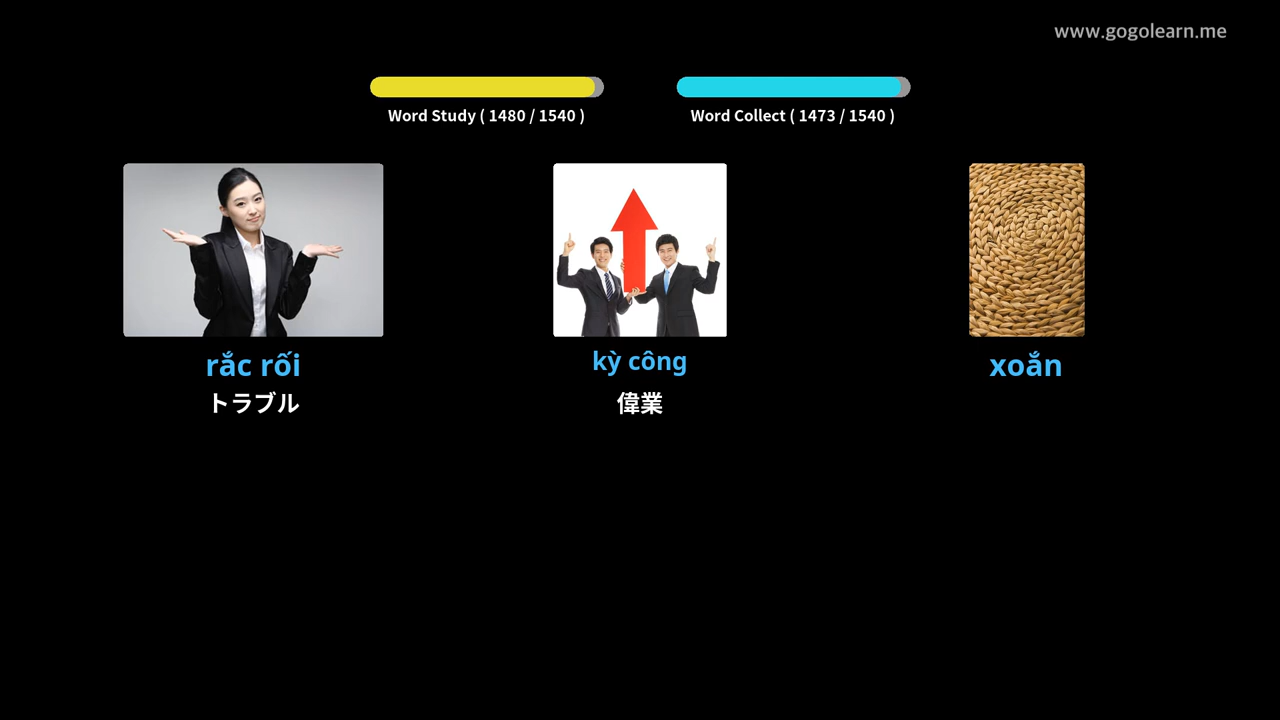 www.gogolearn.me
Word Study ( 1480 / 1540 )
Word Collect ( 1473 / 1540 )
rắc rối
トラブル
kỳ công
偉業
xoắn